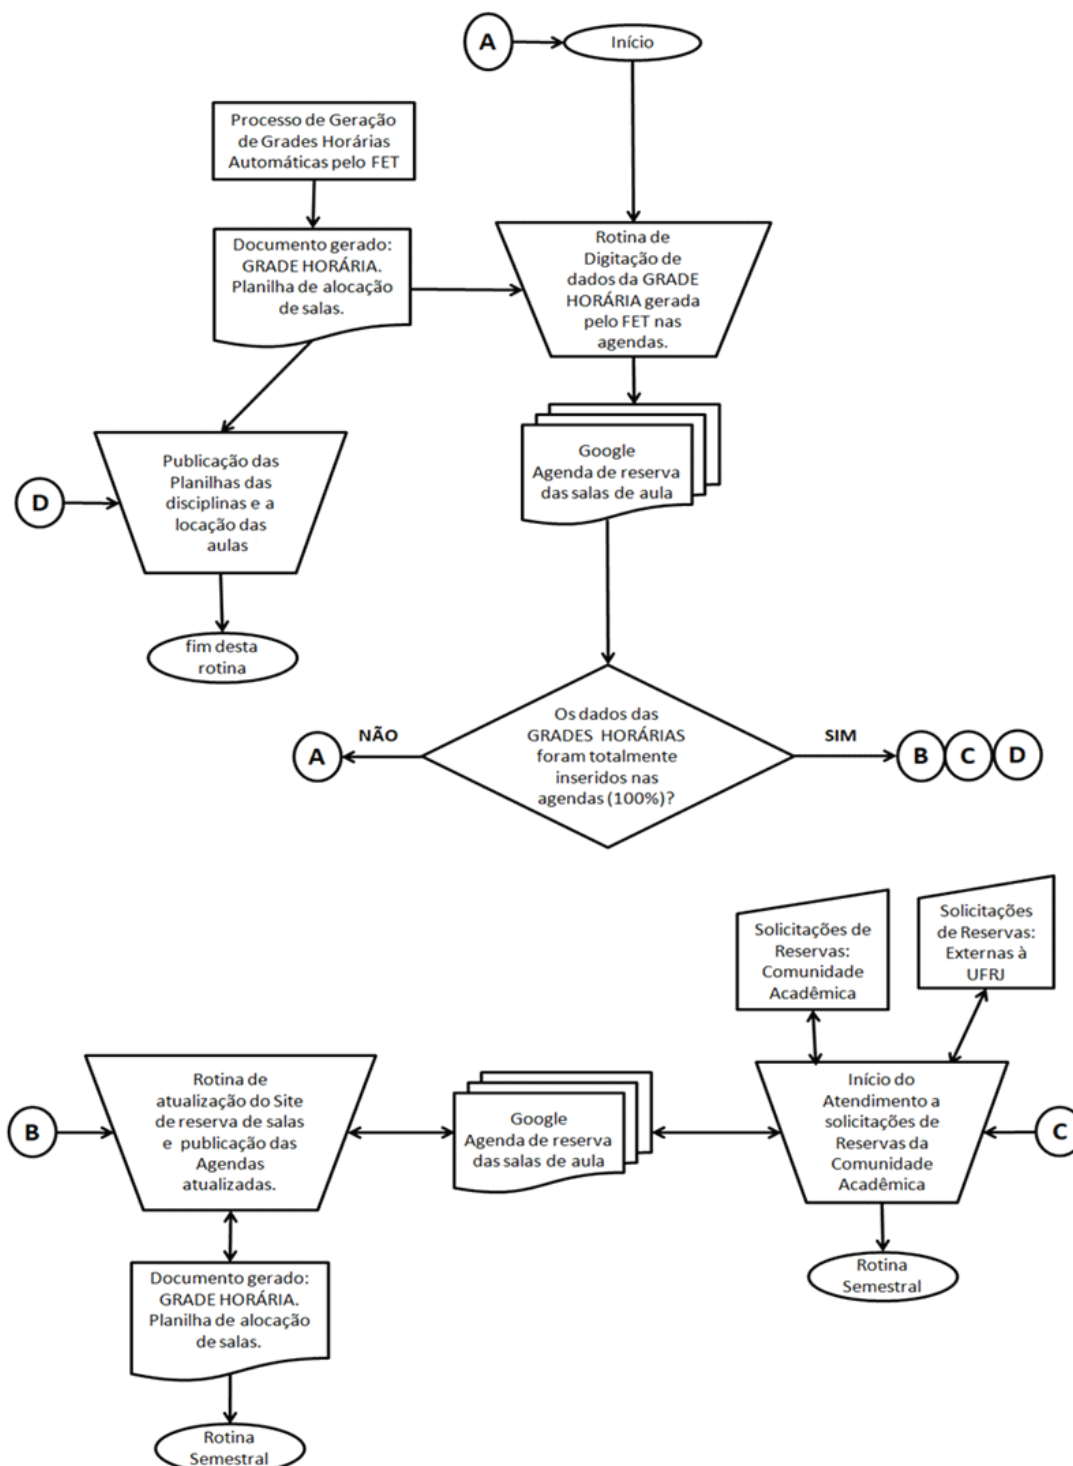 A
Início
Processo de Geração
de Grades Horárias
Automáticas pelo FET
Documento gerado:
GRADE HORÁRIA.
Planilha de alocação
de salas.
Rotina de
Digitação de
dados da GRADE
HORÁRIA gerada
pelo FET nas
agendas.
Google
Agenda de reserva
das salas de aula
D
Publicação das
Planilhas das
disciplinas e a
locação das
aulas
fim desta
rotina
Os dados das
GRADES HORÁRIAS
foram totalmente
inseridos nas
agendas (100%)?
NÃO
A
SIM
B
C
D
Solicitações de
Reservas:
Comunidade
Acadêmica
Solicitações
de Reservas:
Externas à
UFRJ
B
Rotina de
atualização do Site
de reserva de salas
e publicação das
Agendas
atualizadas.
Google
Agenda de reserva
das salas de aula
Início do
Atendimento a
solicitações de
Reservas da
Comunidade
Acadêmica
C
Rotina
Semestral
Documento gerado:
GRADE HORÁRIA.
Planilha de alocação
de salas.
Rotina
Semestral